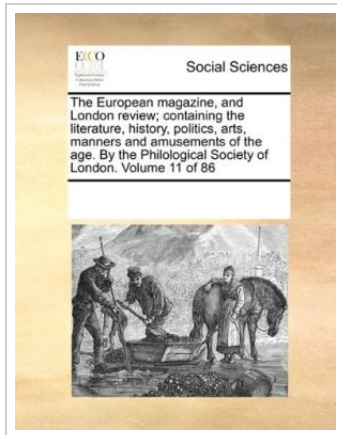 ECCO
Social Sciences
The European magazine, and
London review; containing the
literature, history, politics, arts,
manners and amusements of the
age. By the Philological Society of
London. Volume 11 of 86